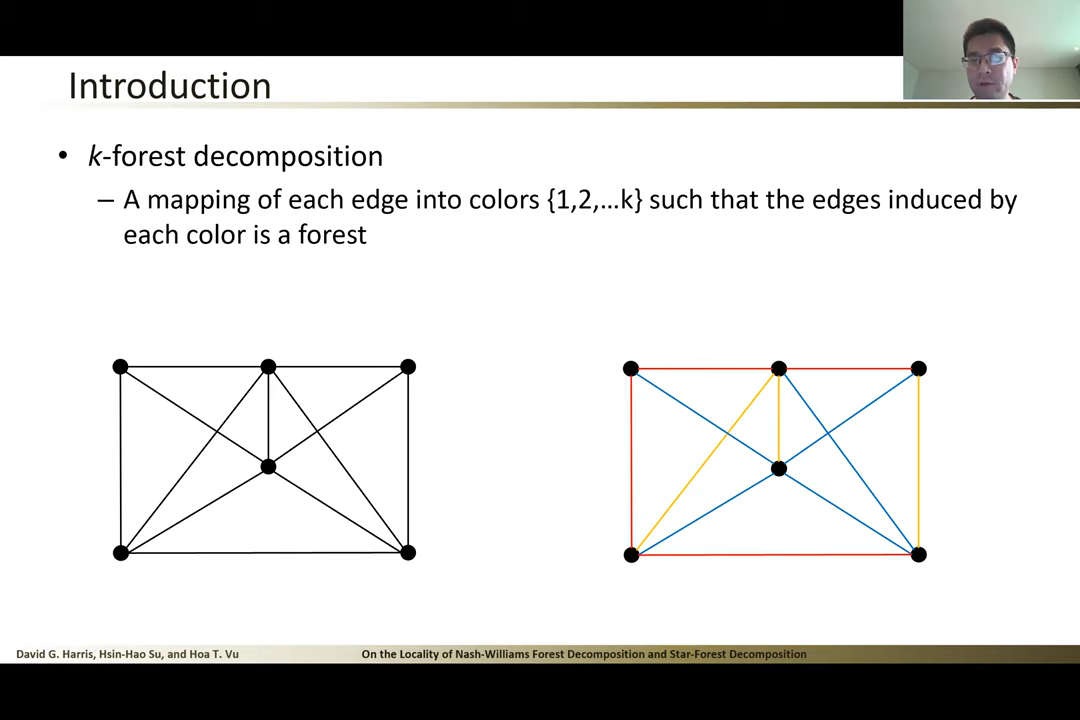 Introduction
• k-forest decomposition
– A mapping of each edge into colors {1,2,…k} such that the edges induced by
each color is a forest
David G. Harris, Hsin-Hao Su, and Hoa T. Vu
On the Locality of Nash-Williams Forest Decomposition and Star-Forest Decomposition